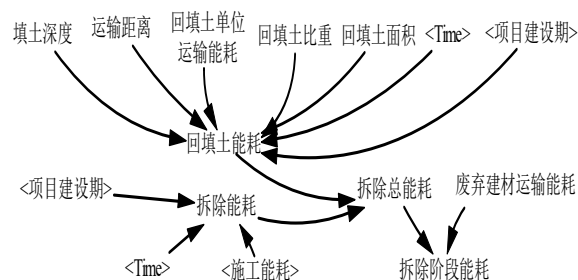 填土深度
运输距离
回填土单位
运输能耗
回填土比重
回填土面积
<Time>
<项目建设期>
回填土能耗
<项目建设期>
拆除能耗
拆除总能耗
废弃建材运输能耗
<Time>
<施工能耗>
拆除阶段能耗